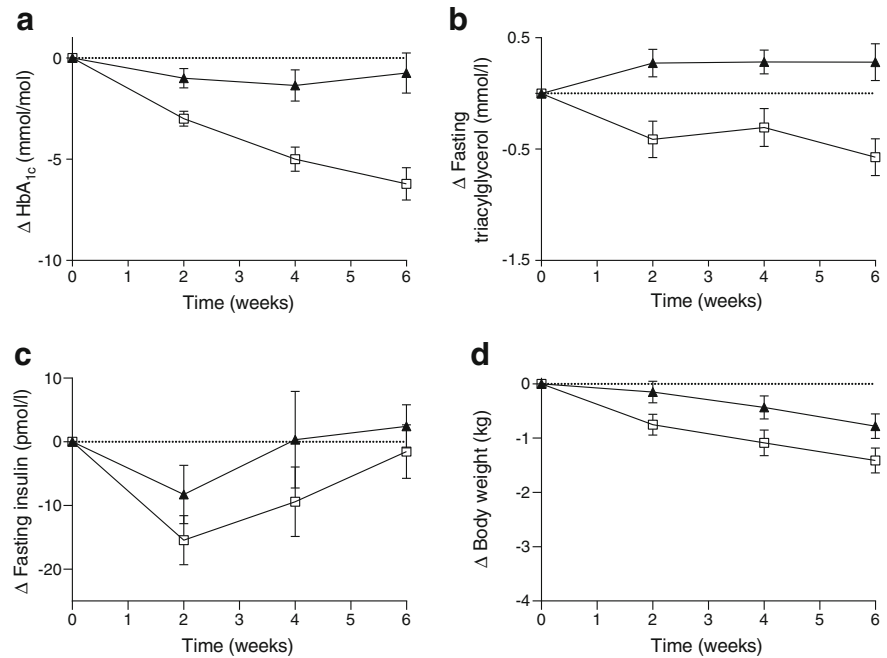 a
Δ HbA1c (mmol/mol)
0
-5
-10
0 1 2 3 4 5 6
Time (weeks)
b
Δ Fasting
triacylglycerol (mmol/l)
0.5
-0.5
-1.5
0 1 2 3 4 5 6
Time (weeks)
c
Δ Fasting insulin (pmol/l)
10
0
-10
-20
0 1 2 3 4 5 6
Time (weeks)
d
Δ Body weight (kg)
0
-1
-2
-3
-4
0 1 2 3 4 5 6
Time (weeks)